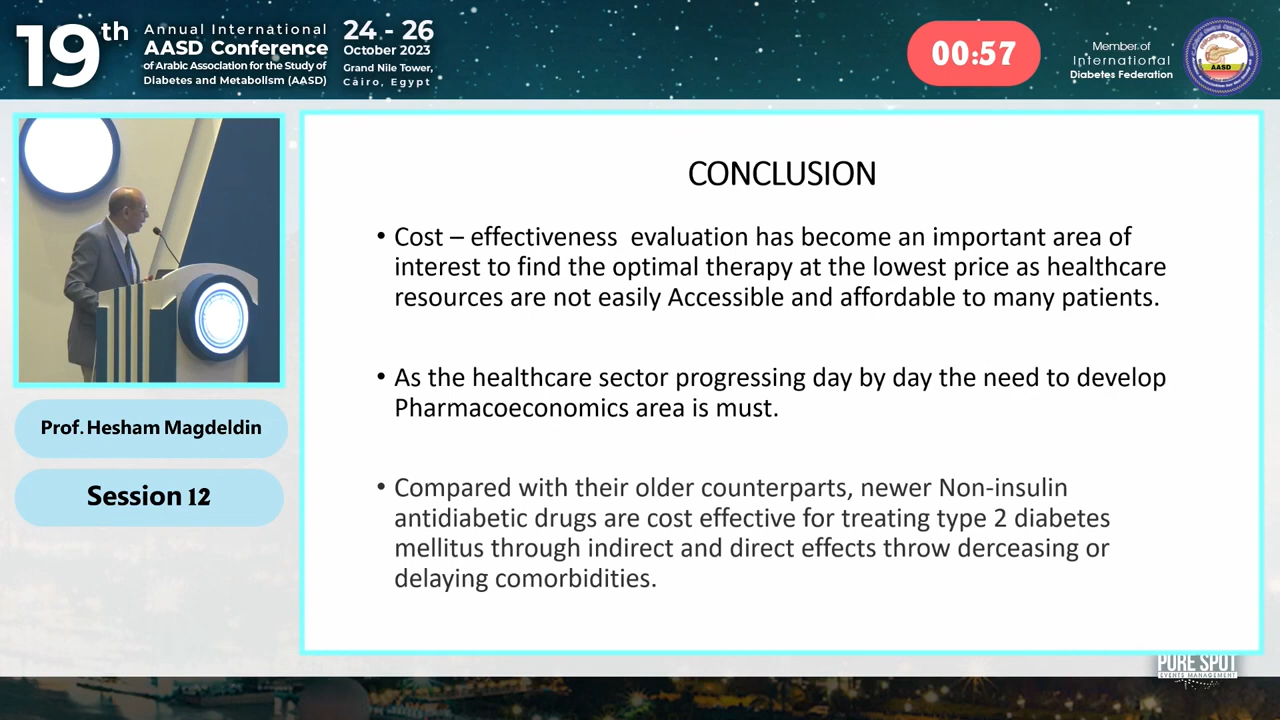 19th
Annual International
AASD Conference
of Arabic Association for the Study of
Diabetes and Metabolism (AASD)
24 - 26
October 2023
Grand Nile Tower,
Cairo, Egypt
00:57
Member of
International
Diabetes Federation
AASD
CONCLUSION
• Cost – effectiveness evaluation has become an important area of
interest to find the optimal therapy at the lowest price as healthcare
resources are not easily Accessible and affordable to many patients.
• As the healthcare sector progressing day by day the need to develop
Pharmacoeconomics area is must.
• Compared with their older counterparts, newer Non-insulin
antidiabetic drugs are cost effective for treating type 2 diabetes
mellitus through indirect and direct effects throw derceasing or
delaying comorbidities.
Prof. Hesham Magdeldin
Session 12
PURE SPOT
EVENTS MANAGEMENT